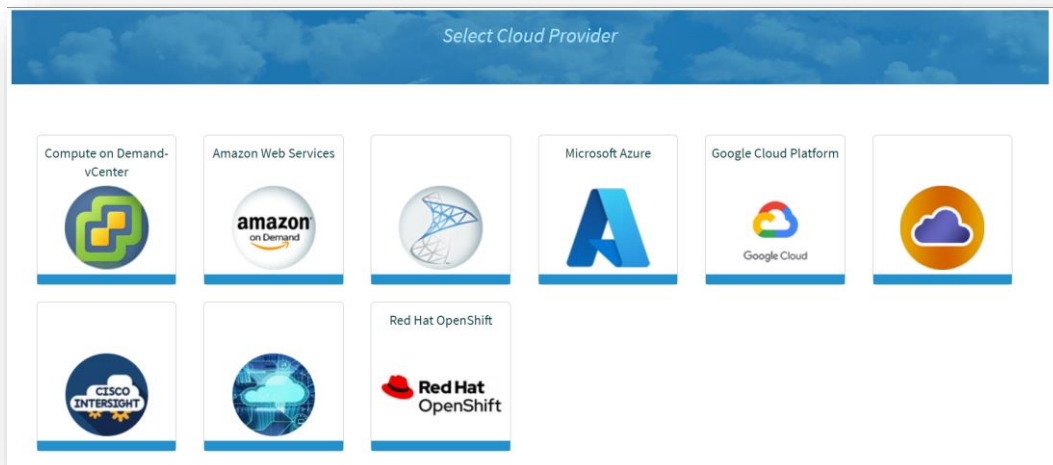 Select Cloud Provider
Compute on Demand-
vCenter
Amazon Web Services
Microsoft Azure
Google Cloud Platform
amazon
on Demand
Google Cloud
Red Hat OpenShift
CISCO
INTERSIGHT
Red Hat
OpenShift